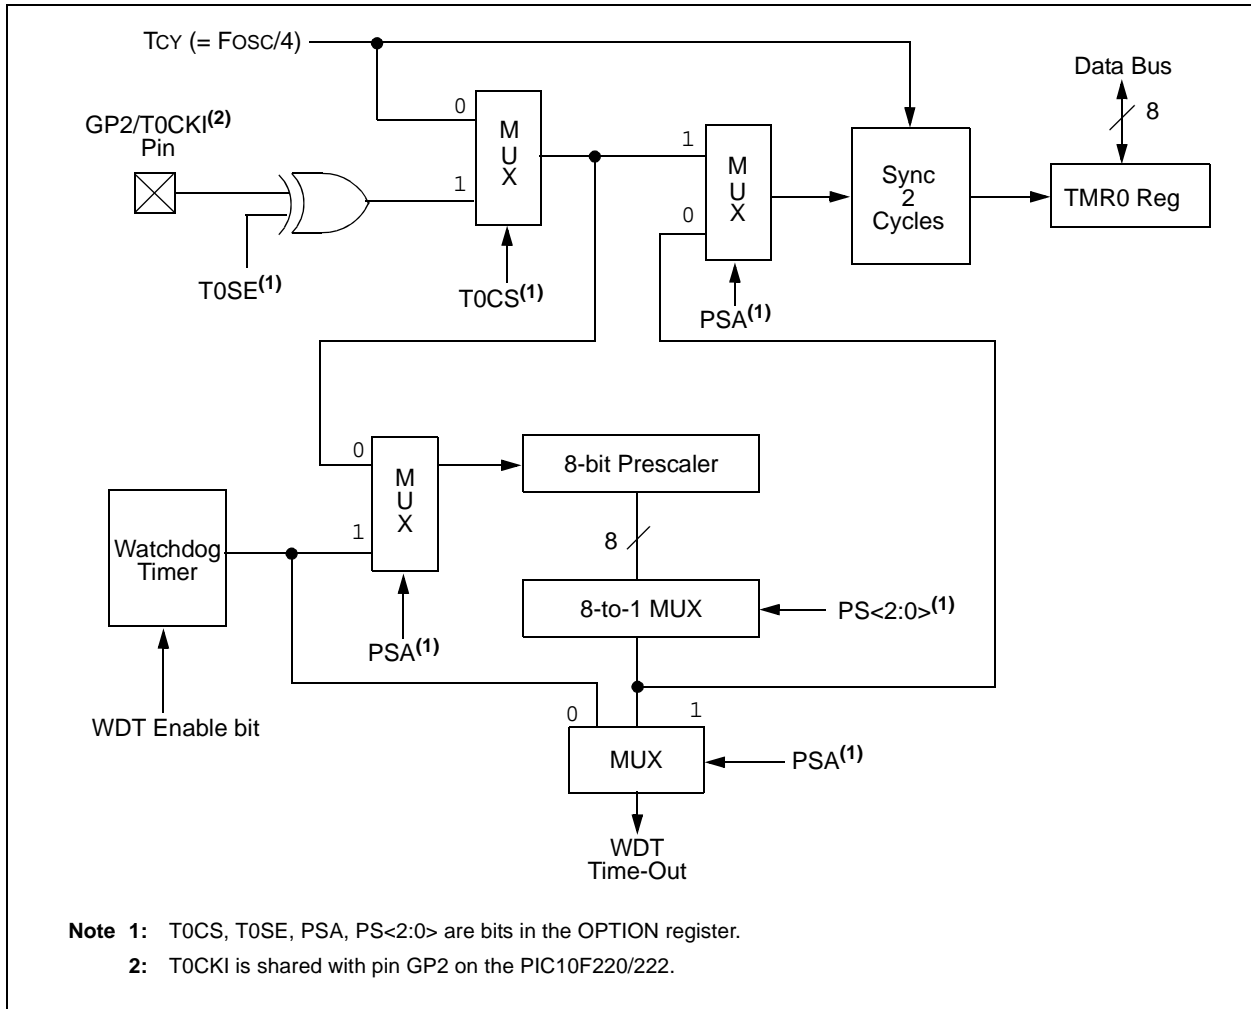 TCY (= FOSC/4)
Data Bus
8
GP2/T0CKI(2)
Pin
0
1
MUX
T0SE(1)
T0CS(1)
1
0
MUX
PSA(1)
Sync
2
Cycles
TMR0 Reg
0
1
MUX
PSA(1)
8-bit Prescaler
8
Watchdog
Timer
8-to-1 MUX
PS<2:0>(1)
WDT Enable bit
0
1
MUX
PSA(1)
WDT
Time-Out
Note 1: T0CS, T0SE, PSA, PS<2:0> are bits in the OPTION register.
2: T0CKI is shared with pin GP2 on the PIC10F220/222.